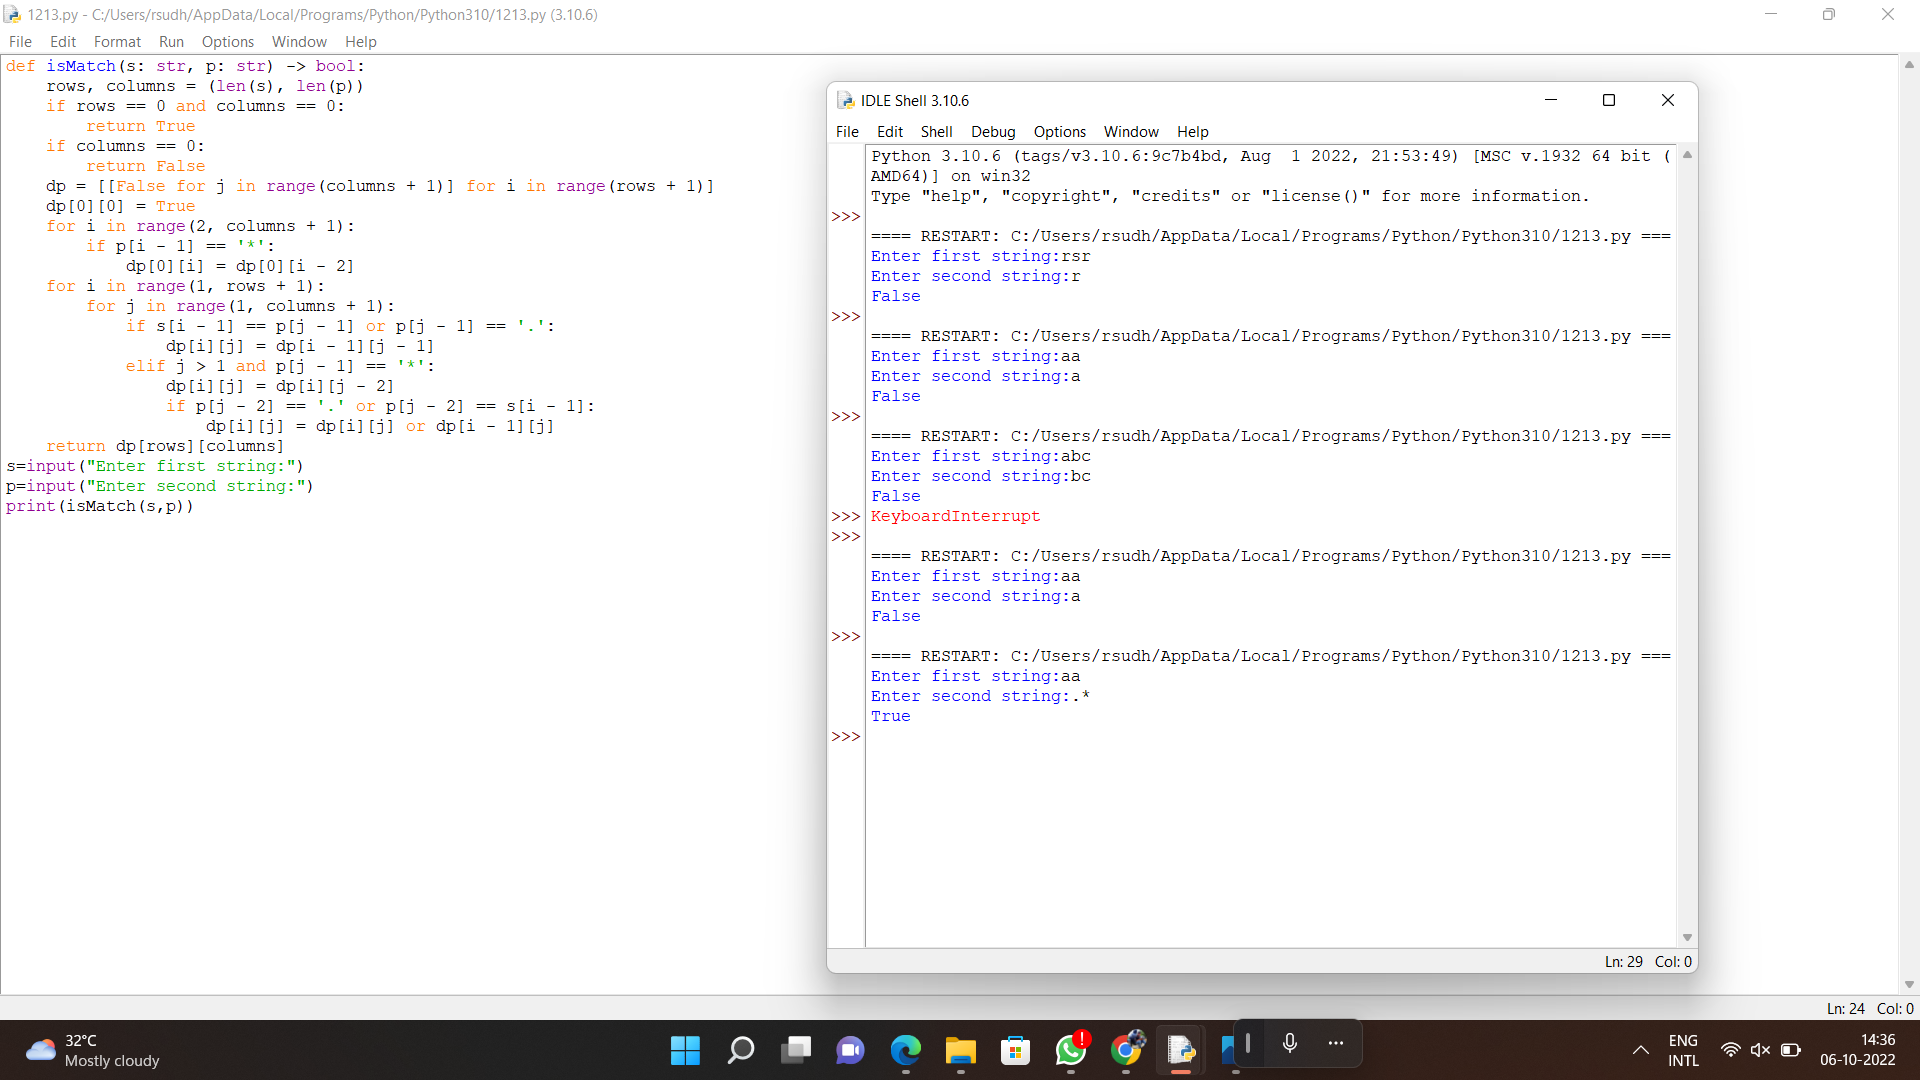 1213.py - C:/Users/rsudh/AppData/Local/Programs/Python/Python310/1213.py (3.10.6)
File Edit Format Run Options Window Help
def isMatch(s: str, p: str) -> bool:
    rows, columns = (len(s), len(p))
    if rows == 0 and columns == 0:
        return True
    if columns == 0:
        return False
    dp = [[False for j in range(columns + 1)] for i in range(rows + 1)]
    dp[0][0] = True
    for i in range(2, columns + 1):
        if p[i - 1] == '*':
            dp[0][i] = dp[0][i - 2]
    for i in range(1, rows + 1):
        for j in range(1, columns + 1):
            if s[i - 1] == p[j - 1] or p[j - 1] == '.':
                dp[i][j] = dp[i - 1][j - 1]
            elif j > 1 and p[j - 1] == '*':
                dp[i][j] = dp[i][j - 2]
                if p[j - 2] == '.' or p[j - 2] == s[i - 1]:
                    dp[i][j] = dp[i][j] or dp[i - 1][j]
    return dp[rows][columns]
s=input("Enter first string:")
p=input("Enter second string:")
print(isMatch(s,p))
IDLE Shell 3.10.6
File Edit Shell Debug Options Window Help
Python 3.10.6 (tags/v3.10.6:9c7b4bd, Aug  1 2022, 21:53:49) [MSC v.1932 64 bit (
AMD64)] on win32
Type "help", "copyright", "credits" or "license()" for more information.
>>>
==== RESTART: C:/Users/rsudh/AppData/Local/Programs/Python/Python310/1213.py ===
Enter first string:rsr
Enter second string:r
False
>>>
==== RESTART: C:/Users/rsudh/AppData/Local/Programs/Python/Python310/1213.py ===
Enter first string:aa
Enter second string:a
False
>>>
==== RESTART: C:/Users/rsudh/AppData/Local/Programs/Python/Python310/1213.py ===
Enter first string:abc
Enter second string:bc
False
>>> KeyboardInterrupt
>>>
==== RESTART: C:/Users/rsudh/AppData/Local/Programs/Python/Python310/1213.py ===
Enter first string:aa
Enter second string:a
False
>>>
==== RESTART: C:/Users/rsudh/AppData/Local/Programs/Python/Python310/1213.py ===
Enter first string:aa
Enter second string:.*
True
>>>
Ln: 29 Col: 0
Ln: 24 Col: 0
32°C
Mostly cloudy
ENG
INTL
14:36
06-10-2022